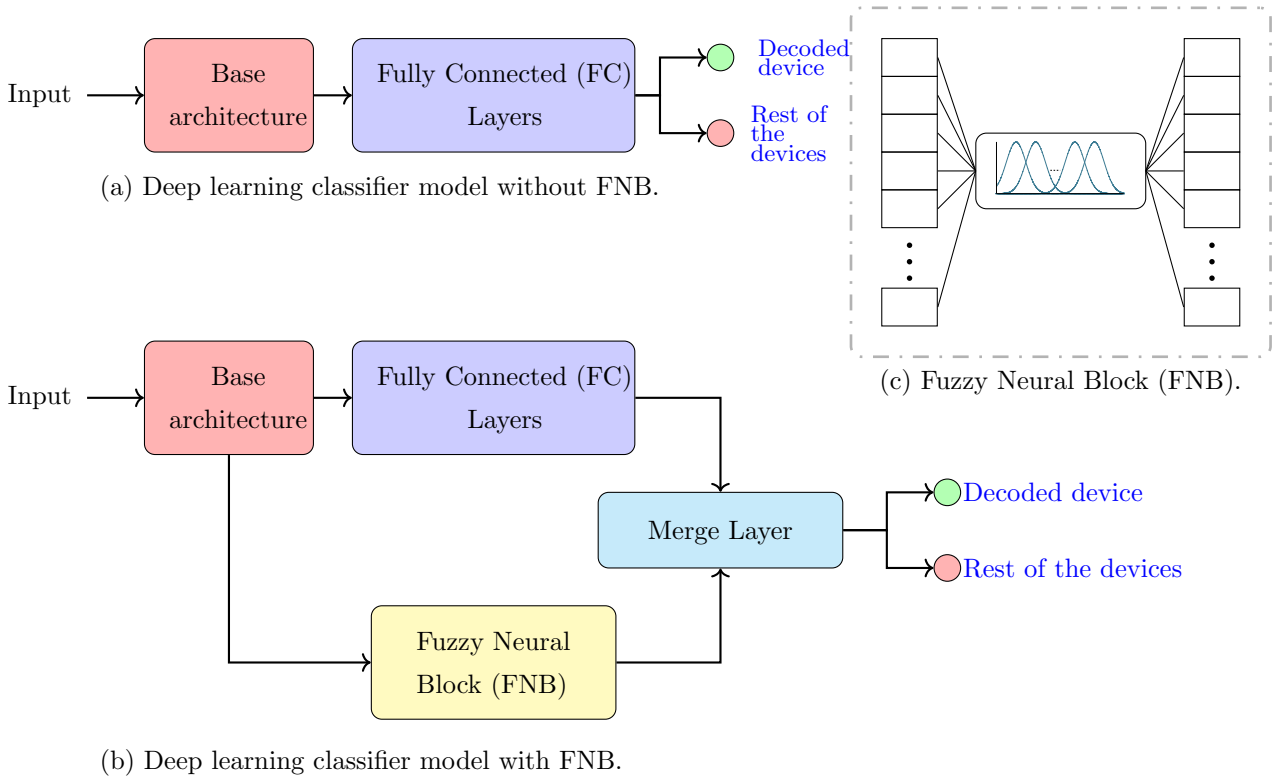 Input
Base
architecture
Fully Connected (FC)
Layers
Decoded
device
Rest of
the
devices
(a) Deep learning classifier model without FNB.
...
(c) Fuzzy Neural Block (FNB).
Input
Base
architecture
Fully Connected (FC)
Layers
Merge Layer
Decoded device
Rest of the devices
Fuzzy Neural
Block (FNB)
(b) Deep learning classifier model with FNB.